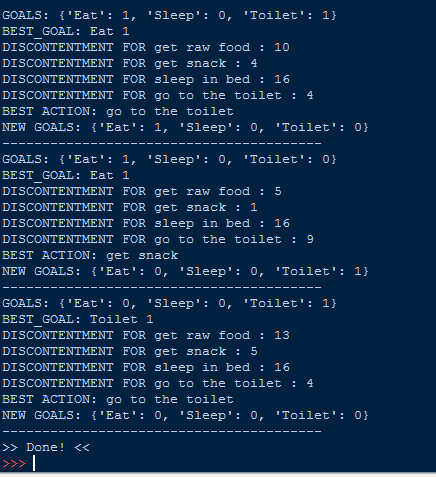 GOALS: {'Eat': 1, 'Sleep': 0, 'Toilet': 1}
BEST_GOAL: Eat 1
DISCONTENTMENT FOR get raw food : 10
DISCONTENTMENT FOR get snack : 4
DISCONTENTMENT FOR sleep in bed : 16
DISCONTENTMENT FOR go to the toilet : 4
BEST ACTION: go to the toilet
NEW GOALS: {'Eat': 1, 'Sleep': 0, 'Toilet': 0}
----------------------------------------
GOALS: {'Eat': 1, 'Sleep': 0, 'Toilet': 0}
BEST_GOAL: Eat 1
DISCONTENTMENT FOR get raw food : 5
DISCONTENTMENT FOR get snack : 1
DISCONTENTMENT FOR sleep in bed : 16
DISCONTENTMENT FOR go to the toilet : 9
BEST ACTION: get snack
NEW GOALS: {'Eat': 0, 'Sleep': 0, 'Toilet': 1}
----------------------------------------
GOALS: {'Eat': 0, 'Sleep': 0, 'Toilet': 1}
BEST_GOAL: Toilet 1
DISCONTENTMENT FOR get raw food : 13
DISCONTENTMENT FOR get snack : 5
DISCONTENTMENT FOR sleep in bed : 16
DISCONTENTMENT FOR go to the toilet : 4
BEST ACTION: go to the toilet
NEW GOALS: {'Eat': 0, 'Sleep': 0, 'Toilet': 0}
----------------------------------------
>> Done! <<
>>>